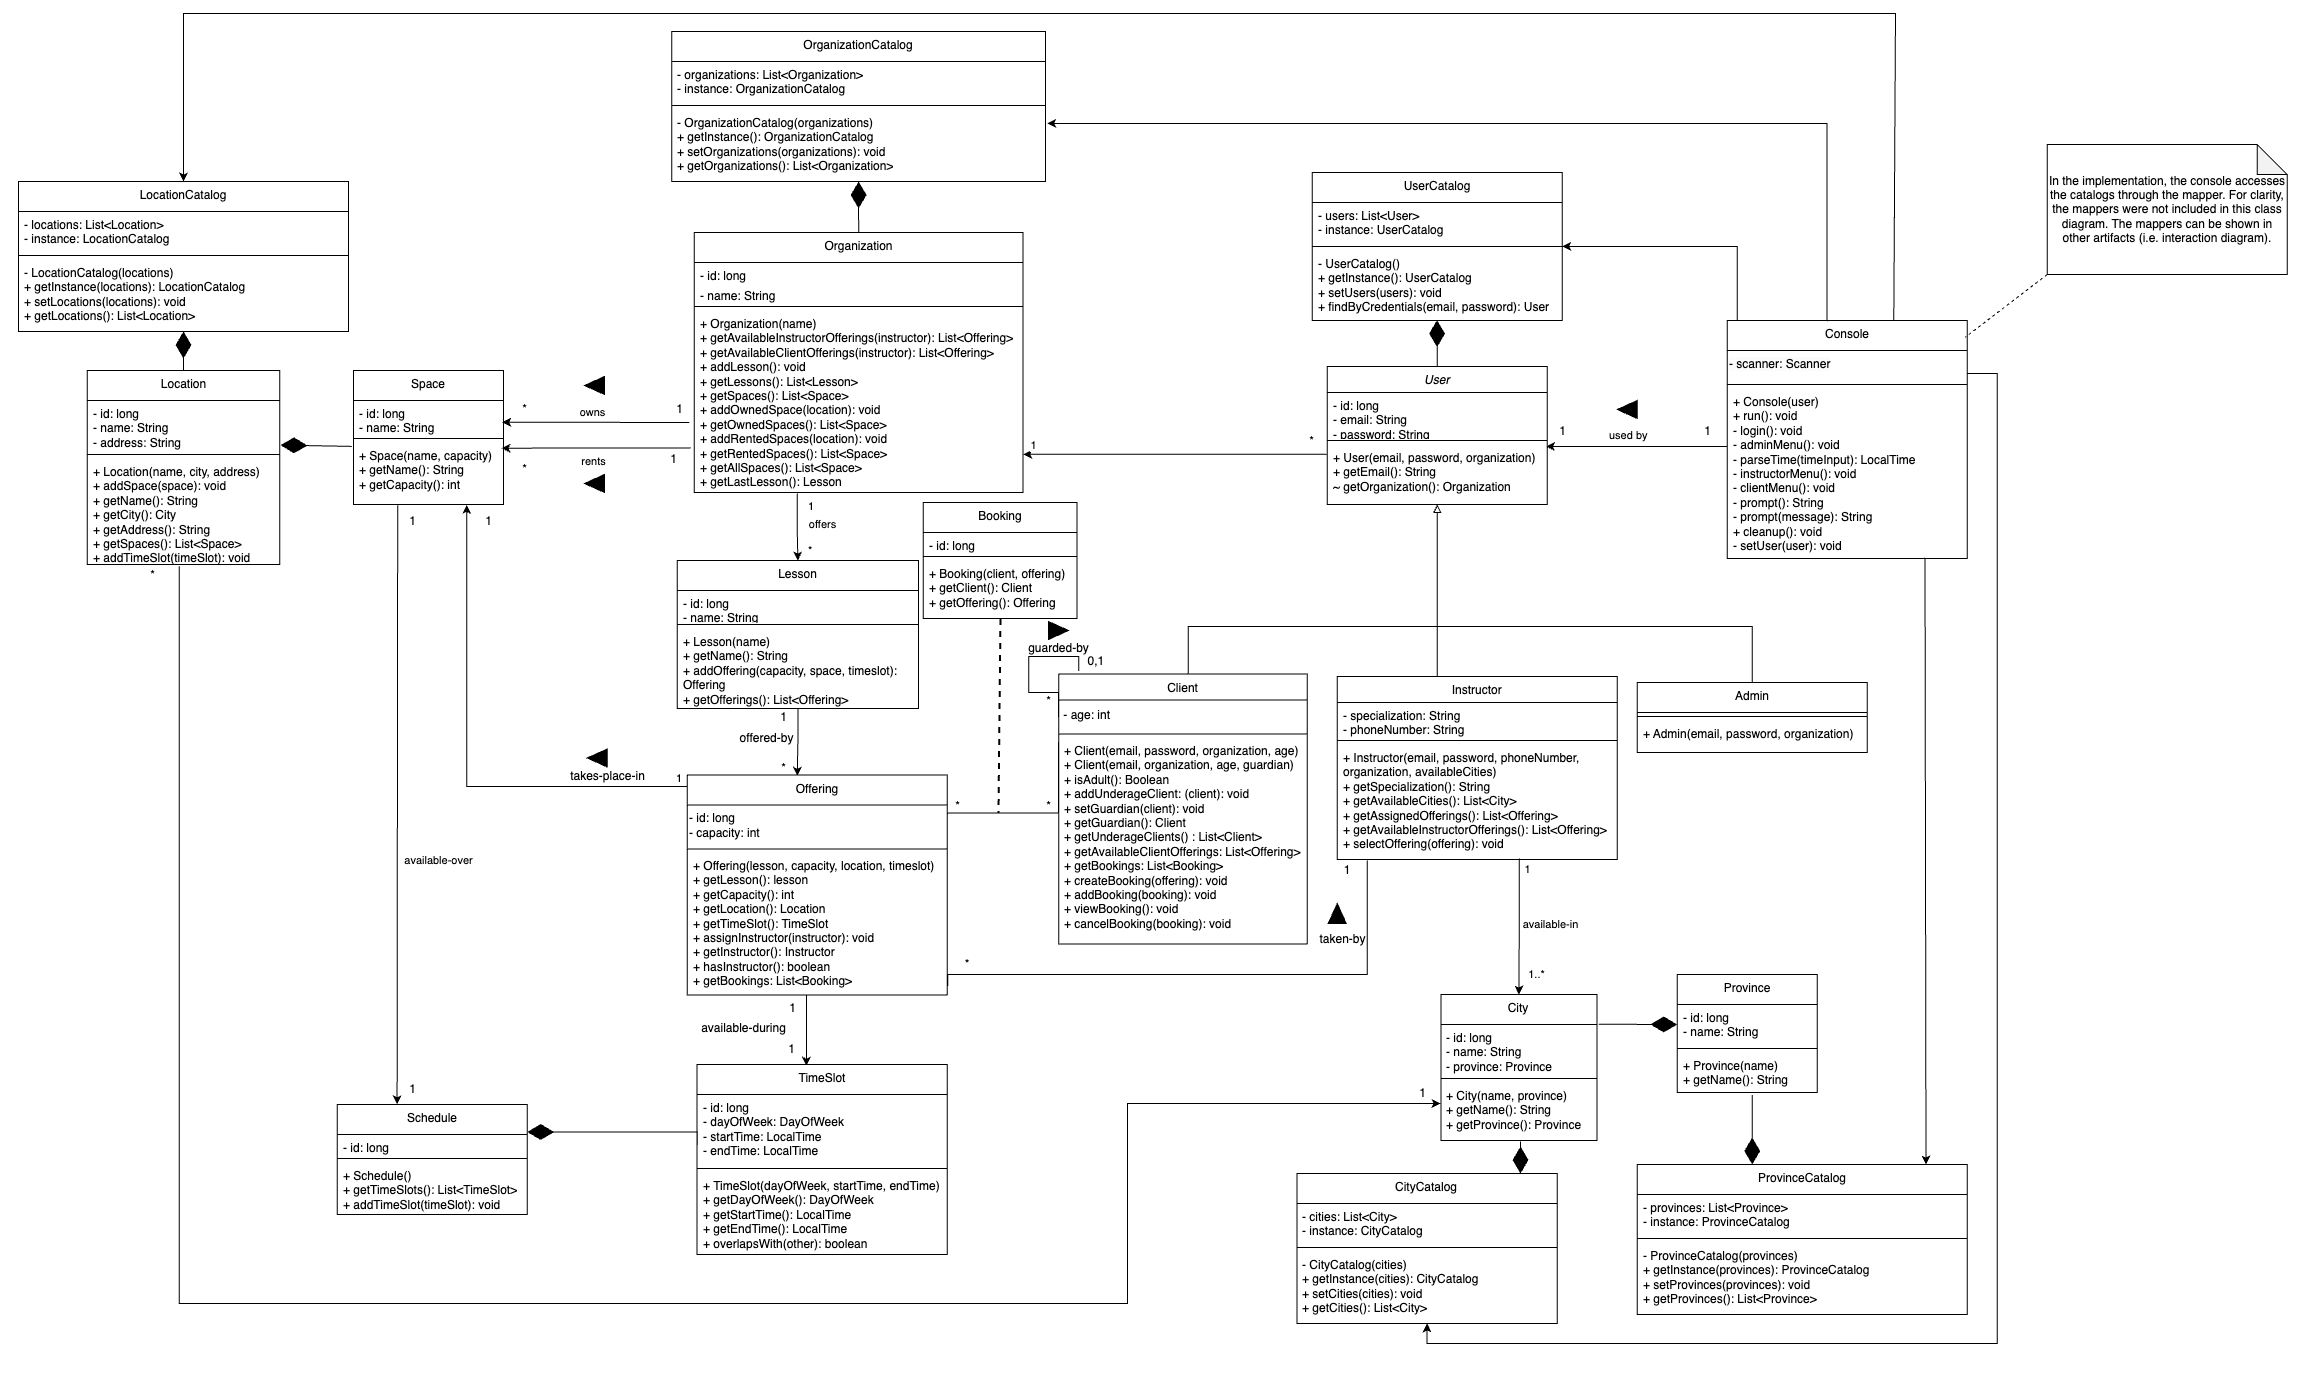 OrganizationCatalog
- organizations: List<Organization>
- instance: OrganizationCatalog
- OrganizationCatalog(organizations)
+ getInstance(): OrganizationCatalog
+ setOrganizations(organizations): void
+ getOrganizations(): List<Organization>
In the implementation, the console accesses
the catalogs through the mapper. For clarity,
the mappers were not included in this class
diagram. The mappers can be shown in
other artifacts (i.e. interaction diagram).
LocationCatalog
- locations: List<Location>
- instance: LocationCatalog
- LocationCatalog(locations)
+ getInstance(locations): LocationCatalog
+ setLocations(locations): void
+ getLocations(): List<Location>
UserCatalog
- users: List<User>
- instance: UserCatalog
- UserCatalog()
+ getInstance(): UserCatalog
+ setUsers(users): void
+ findByCredentials(email, password): User
Organization
- id: long
- name: String
+ Organization(name)
+ getAvailableInstructorOfferings(instructor): List<Offering>
+ getAvailableClientOfferings(instructor): List<Offering>
+ addLesson(): void
+ getLessons(): List<Lesson>
+ getSpaces(): List<Space>
+ addOwnedSpace(location): void
+ getOwnedSpaces(): List<Space>
+ addRentedSpaces(location): void
+ getRentedSpaces(): List<Space>
+ getAllSpaces(): List<Space>
+ getLastLesson(): Lesson
Console
- scanner: Scanner
+ Console(user)
+ run(): void
- login(): void
- adminMenu(): void
- parseTime(timeInput): LocalTime
- instructorMenu(): void
- clientMenu(): void
- prompt(): String
- prompt(message): String
+ cleanup(): void
- setUser(user): void
Location
- id: long
- name: String
- address: String
+ Location(name, city, address)
+ addSpace(space): void
+ getName(): String
+ getCity(): City
+ getAddress(): String
+ getSpaces(): List<Space>
+ addTimeSlot(timeSlot): void
*
Space
- id: long
- name: String
+ Space(name, capacity)
+ getName(): String
+ getCapacity(): int
1
1
*
owns
1
*
rents
1
User
- id: long
- email: String
- password: String
+ User(email, password, organization)
+ getEmail(): String
~ getOrganization(): Organization
1
*
1
used by
1
1
offers
*
Booking
- id: long
+ Booking(client, offering)
+ getClient(): Client
+ getOffering(): Offering
Lesson
- id: long
- name: String
+ Lesson(name)
+ getName(): String
+ addOffering(capacity, space, timeslot):
Offering
+ getOfferings(): List<Offering>
1
offered-by
*
guarded-by
0,1
*
Client
- age: int
+ Client(email, password, organization, age)
+ Client(email, organization, age, guardian)
+ isAdult(): Boolean
+ addUnderageClient: (client): void
+ setGuardian(client): void
+ getGuardian(): Client
+ getUnderageClients() : List<Client>
+ getAvailableClientOfferings: List<Offering>
+ getBookings: List<Booking>
+ createBooking(offering): void
+ addBooking(booking): void
+ viewBooking(): void
+ cancelBooking(booking): void
Instructor
- specialization: String
- phoneNumber: String
+ Instructor(email, password, phoneNumber,
organization, availableCities)
+ getSpecialization(): String
+ getAvailableCities(): List<City>
+ getAssignedOfferings(): List<Offering>
+ getAvailableInstructorOfferings(): List<Offering>
+ selectOffering(offering): void
Admin
+ Admin(email, password, organization)
takes-place-in
1
Offering
- id: long
- capacity: int
+ Offering(lesson, capacity, location, timeslot)
+ getLesson(): lesson
+ getCapacity(): int
+ getLocation(): Location
+ getTimeSlot(): TimeSlot
+ assignInstructor(instructor): void
+ getInstructor(): Instructor
+ hasInstructor(): boolean
+ getBookings: List<Booking>
*
*
available-over
1
taken-by
*
1
available-in
1..*
1
available-during
1
Province
- id: long
- name: String
+ Province(name)
+ getName(): String
City
- id: long
- name: String
- province: Province
+ City(name, province)
+ getName(): String
+ getProvince(): Province
1
1
Schedule
- id: long
+ Schedule()
+ getTimeSlots(): List<TimeSlot>
+ addTimeSlot(timeSlot): void
TimeSlot
- id: long
- dayOfWeek: DayOfWeek
- startTime: LocalTime
- endTime: LocalTime
+ TimeSlot(dayOfWeek, startTime, endTime)
+ getDayOfWeek(): DayOfWeek
+ getStartTime(): LocalTime
+ getEndTime(): LocalTime
+ overlapsWith(other): boolean
CityCatalog
- cities: List<City>
- instance: CityCatalog
- CityCatalog(cities)
+ getInstance(cities): CityCatalog
+ setCities(cities): void
+ getCities(): List<City>
ProvinceCatalog
- provinces: List<Province>
- instance: ProvinceCatalog
- ProvinceCatalog(provinces)
+ getInstance(provinces): ProvinceCatalog
+ setProvinces(provinces): void
+ getProvinces(): List<Province>